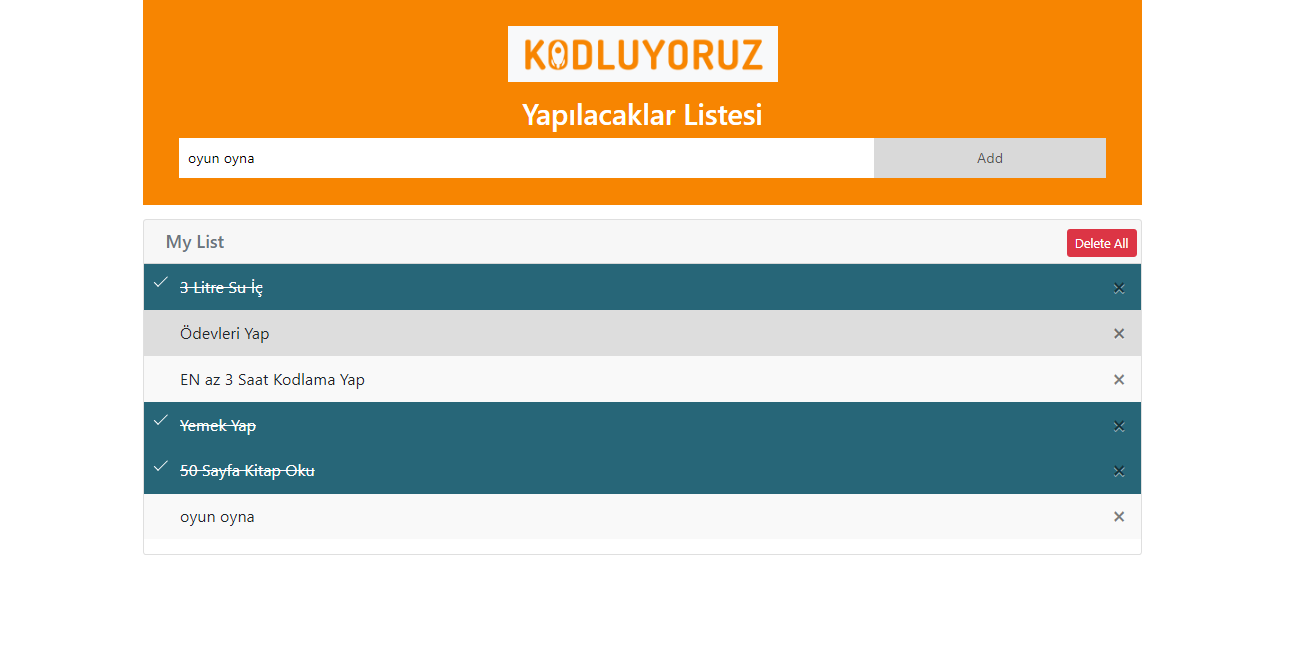 KODLUYORUZ
Yapılacaklar Listesi
oyun oyna Add
My List Delete All
3 Litre Su İç
Ödevleri Yap
EN az 3 Saat Kodlama Yap
Yemek Yap
50 Sayfa Kitap Oku
oyun oyna